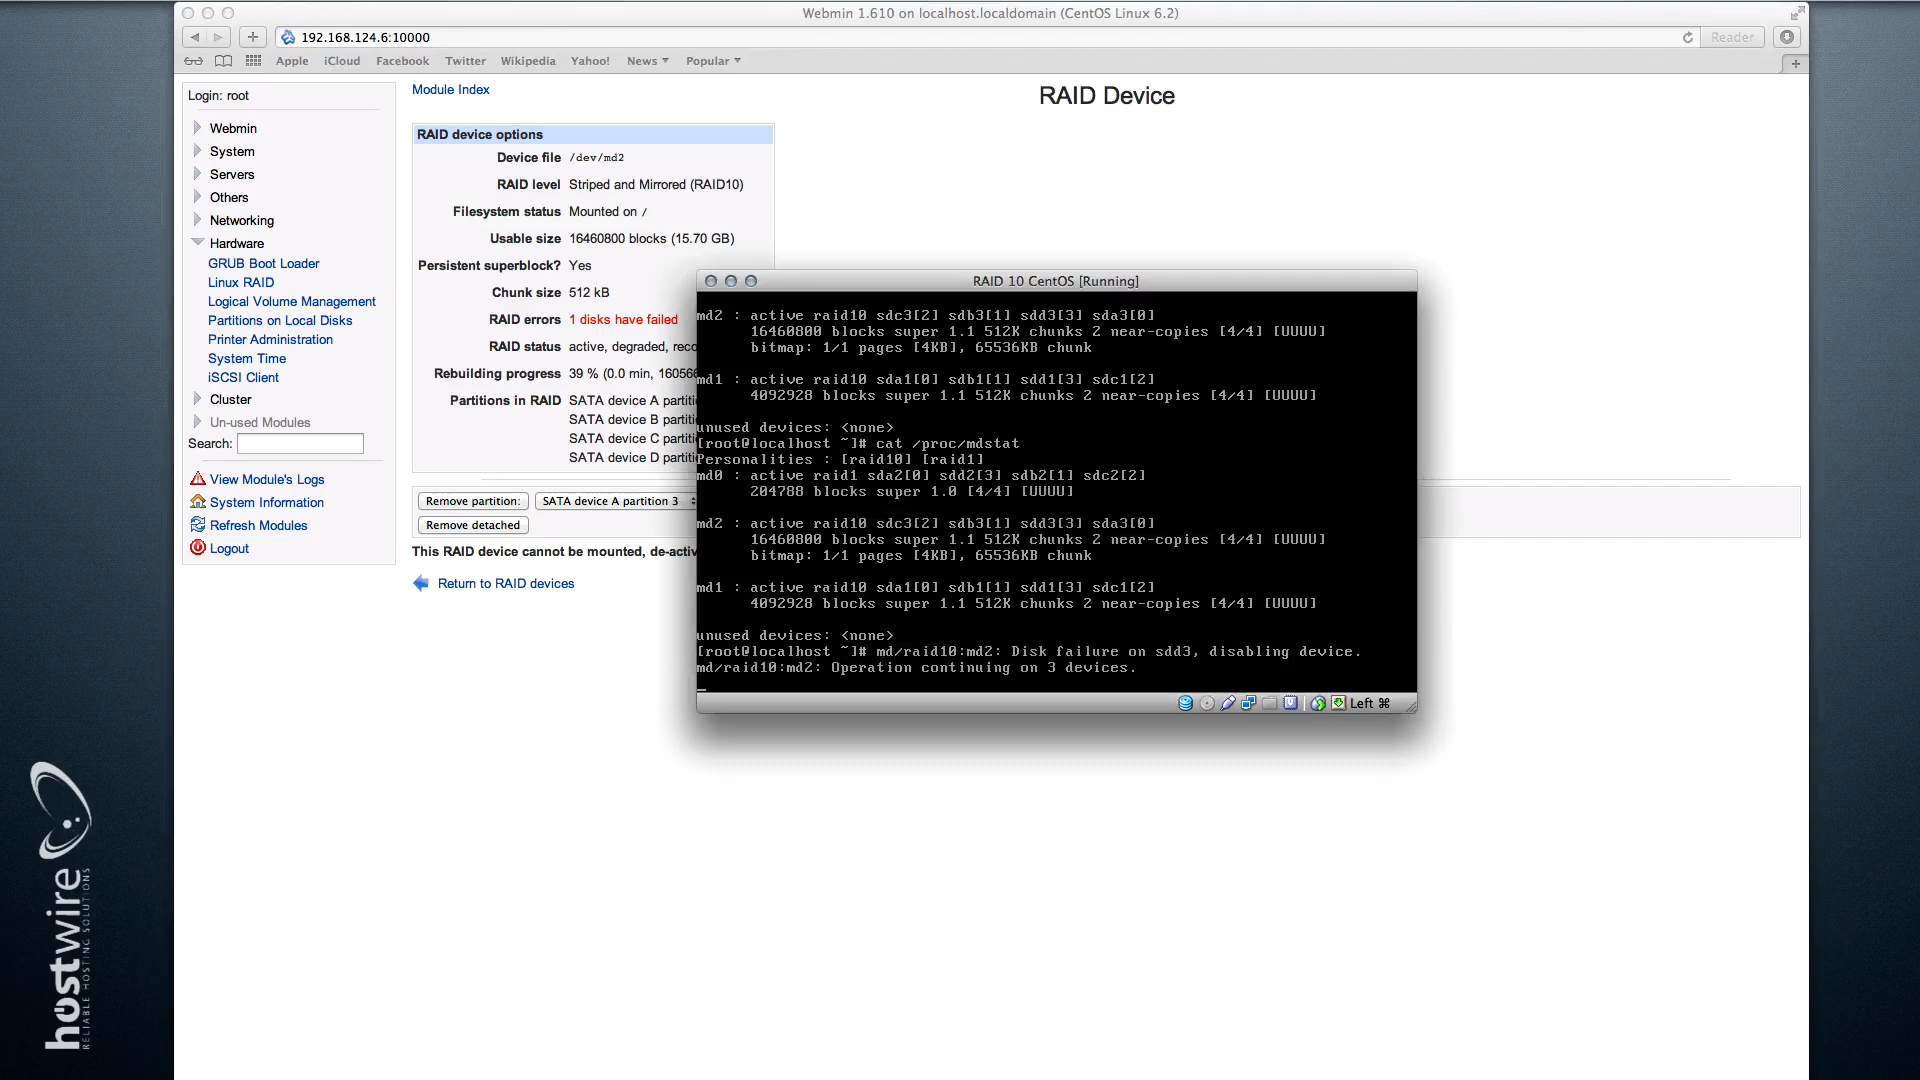 Webmin 1.610 on localhost.localdomain (CentOS Linux 6.2)
192.168.124.6:10000
Reader
Apple iCloud Facebook Twitter Wikipedia Yahoo! News Popular
Login: root
Webmin
System
Servers
Others
Networking
Hardware
GRUB Boot Loader
Linux RAID
Logical Volume Management
Partitions on Local Disks
Printer Administration
System Time
iSCSI Client
Cluster
Un-used Modules
Search:
View Module's Logs
System Information
Refresh Modules
Logout
Module Index
RAID Device
RAID device options
Device file /dev/md2
RAID level Striped and Mirrored (RAID10)
Filesystem status Mounted on /
Usable size 16460800 blocks (15.70 GB)
Persistent superblock? Yes
Chunk size 512 kB
RAID errors 1 disks have failed
RAID status active, degraded, reco
Rebuilding progress 39 % (0.0 min, 160566
Partitions in RAID SATA device A partiti
SATA device B partiti
SATA device C partiti
SATA device D partiti
Remove partition: SATA device A partition 3
Remove detached
This RAID device cannot be mounted, de-activ
Return to RAID devices
RAID 10 CentOS [Running]
md2 : active raid10 sdc3[2] sdb3[1] sdd3[3] sda3[0]
16460800 blocks super 1.1 512K chunks 2 near-copies [4/4] [UUUU]
bitmap: 1/1 pages [4KB], 65536KB chunk
md1 : active raid10 sda1[0] sdb1[1] sdd1[3] sdc1[2]
4092928 blocks super 1.1 512K chunks 2 near-copies [4/4] [UUUU]
unused devices: <none>
[root@localhost ~]# cat /proc/mdstat
Personalities : [raid10] [raid1]
md0 : active raid1 sda2[0] sdd2[3] sdb2[1] sdc2[2]
204788 blocks super 1.0 [4/4] [UUUU]
md2 : active raid10 sdc3[2] sdb3[1] sdd3[3] sda3[0]
16460800 blocks super 1.1 512K chunks 2 near-copies [4/4] [UUUU]
bitmap: 1/1 pages [4KB], 65536KB chunk
md1 : active raid10 sda1[0] sdb1[1] sdd1[3] sdc1[2]
4092928 blocks super 1.1 512K chunks 2 near-copies [4/4] [UUUU]
unused devices: <none>
[root@localhost ~]# md/raid10:md2: Disk failure on sdd3, disabling device.
md/raid10:md2: Operation continuing on 3 devices.
Left ⌘
hostwire
RELIABLE HOSTING SOLUTIONS